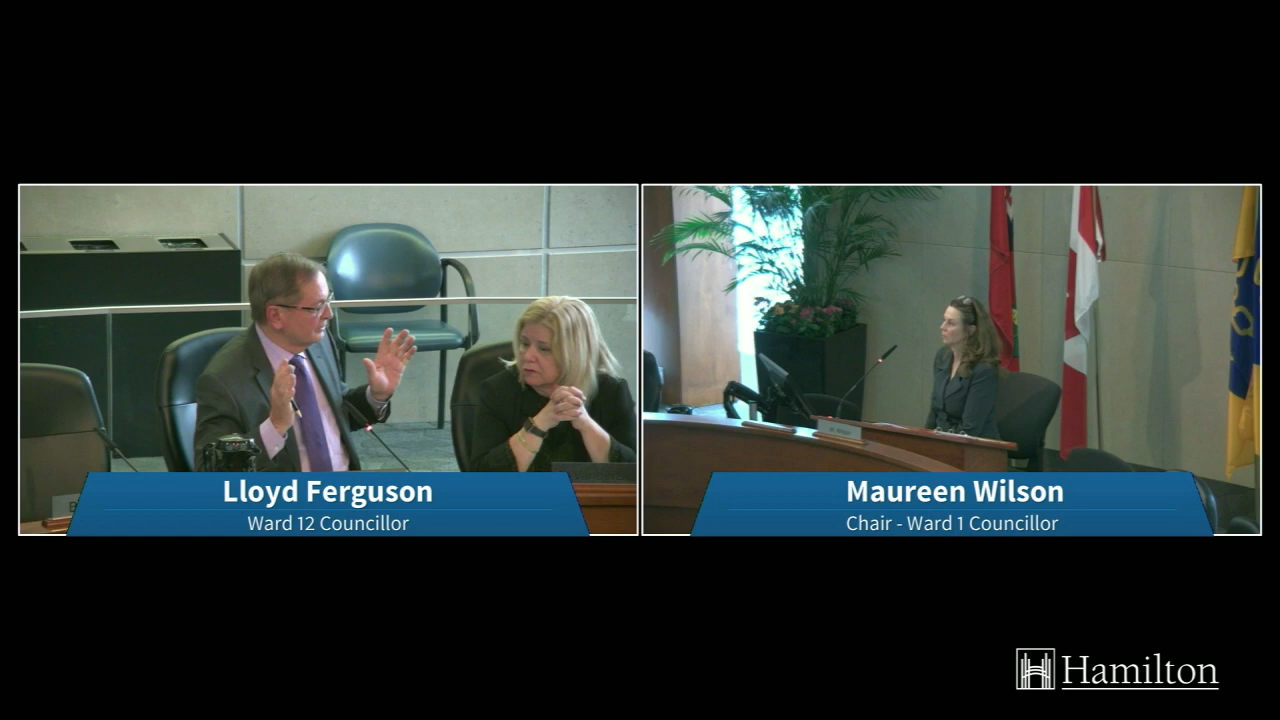 Lloyd Ferguson
Ward 12 Councillor
Maureen Wilson
Chair - Ward 1 Councillor
Hamilton